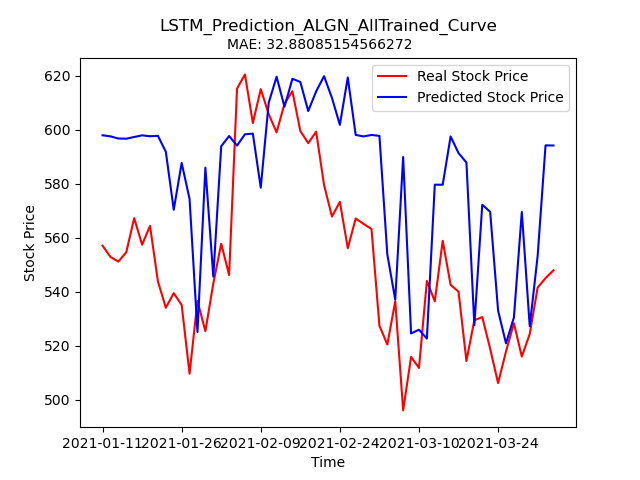 LSTM_Prediction_ALGN_AllTrained_Curve
MAE: 32.88085154566272
Real Stock Price
Predicted Stock Price
Stock Price
620
600
580
560
540
520
500
2021-01-11 2021-01-26 2021-02-09 2021-02-24 2021-03-10 2021-03-24
Time